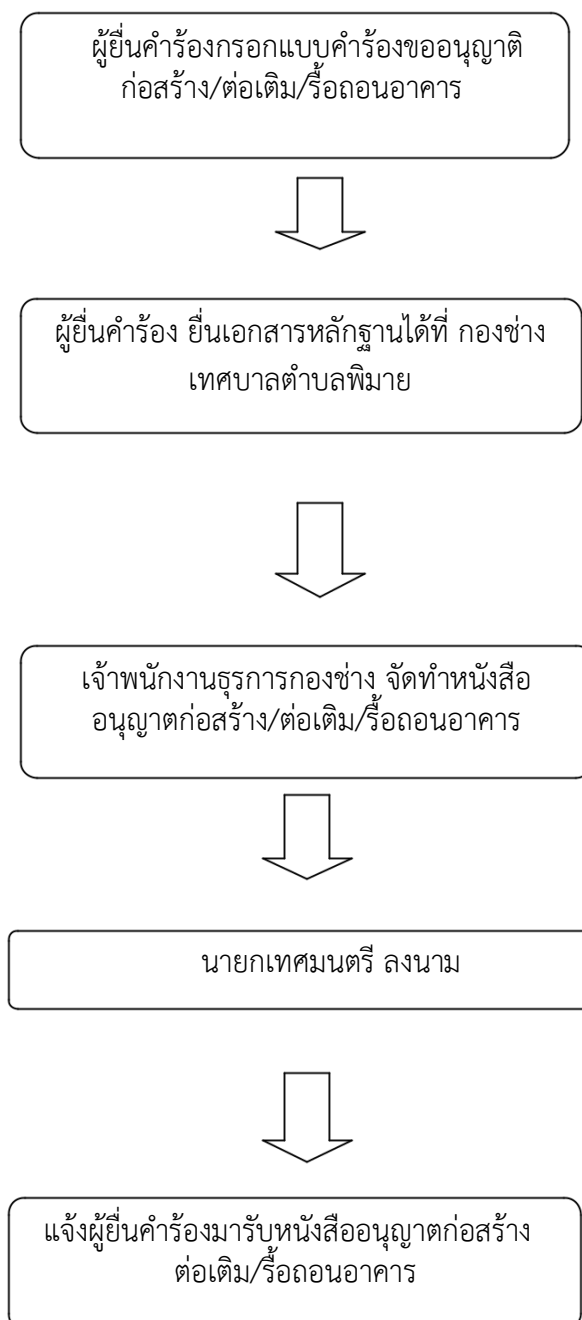 ผู้ยื่นคำร้องกรอกแบบคำร้องขออนุญาติ
ก่อสร้าง/ต่อเติม/รื้อถอนอาคาร
ผู้ยื่นคำร้อง ยื่นเอกสารหลักฐานได้ที่ กองช่าง
เทศบาลตำบลพิมาย
เจ้าพนักงานธุรการกองช่าง จัดทำหนังสือ
อนุญาตก่อสร้าง/ต่อเติม/รื้อถอนอาคาร
นายกเทศมนตรี ลงนาม
แจ้งผู้ยื่นคำร้องมารับหนังสืออนุญาตก่อสร้าง
ต่อเติม/รื้อถอนอาคาร